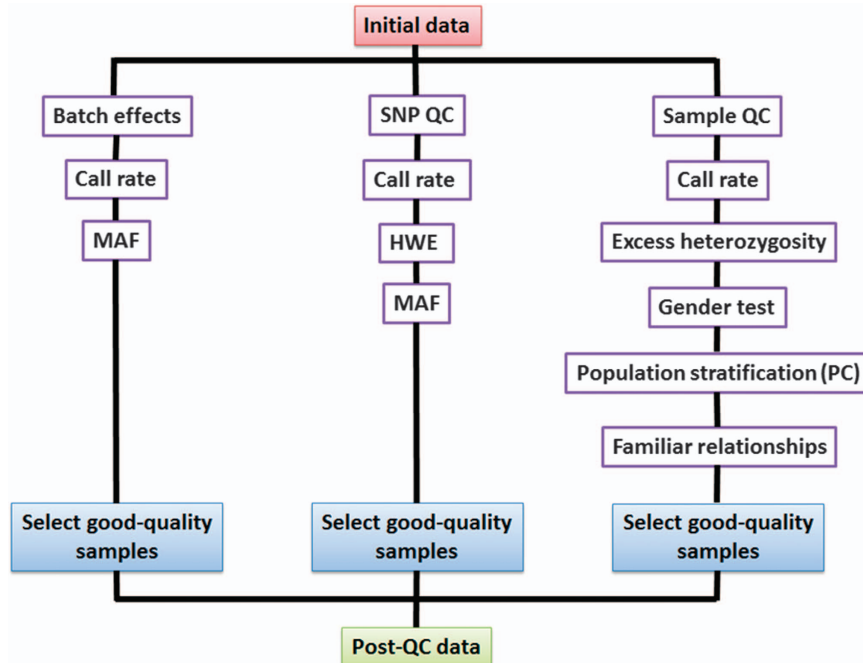 Initial data
Batch effects
Call rate
MAF
Select good-quality
samples
SNP QC
Call rate
HWE
MAF
Select good-quality
samples
Sample QC
Call rate
Excess heterozygosity
Gender test
Population stratification (PC)
Familiar relationships
Select good-quality
samples
Post-QC data